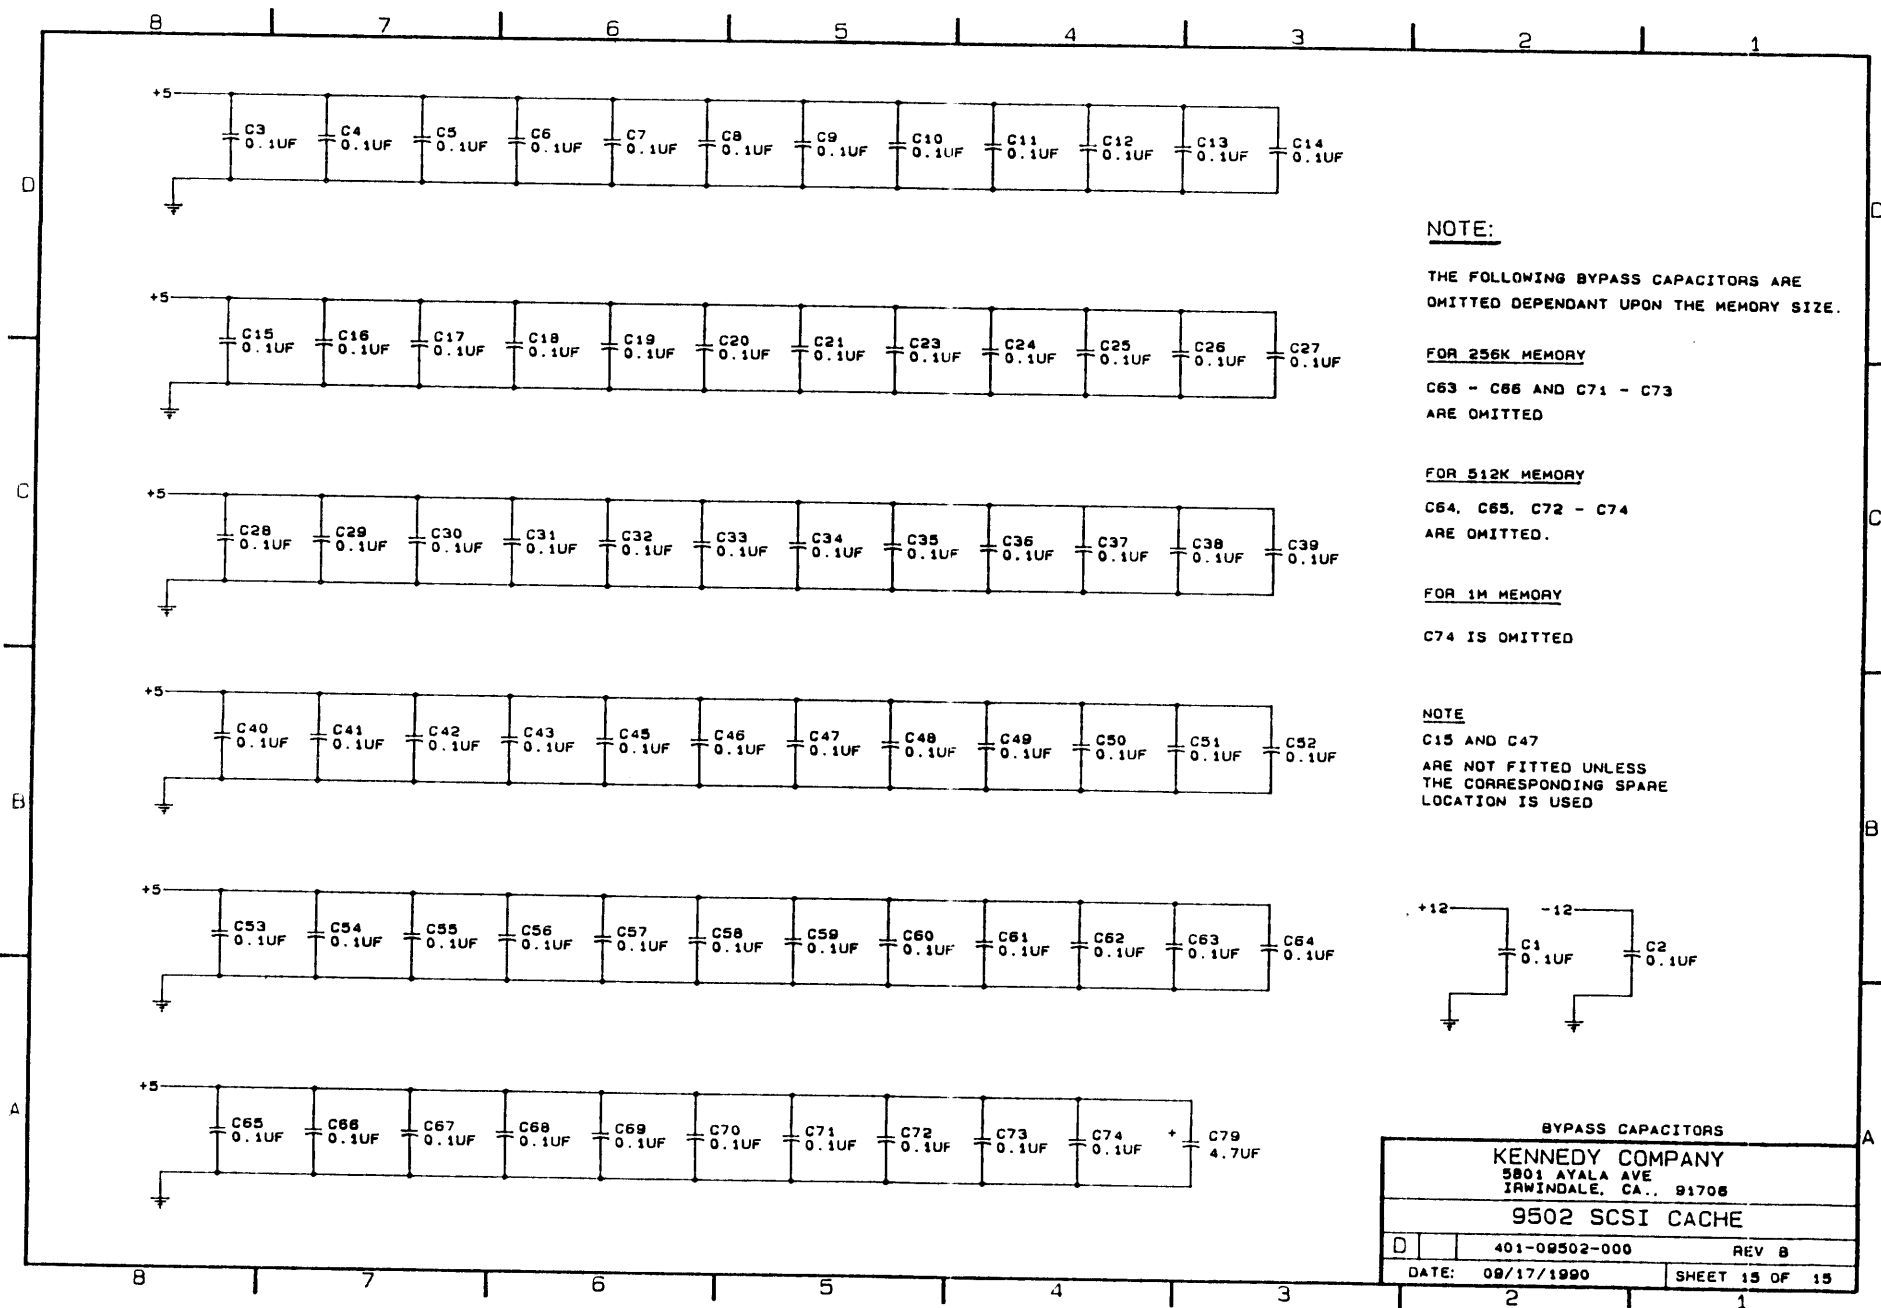 8 7 6 5 4 3 2 1
+5
C3 C4 C5 C6 C7 C8 C9 C10 C11 C12 C13 C14
0.1UF 0.1UF 0.1UF 0.1UF 0.1UF 0.1UF 0.1UF 0.1UF 0.1UF 0.1UF 0.1UF 0.1UF
D D
+5
C15 C16 C17 C18 C19 C20 C21 C23 C24 C25 C26 C27
0.1UF 0.1UF 0.1UF 0.1UF 0.1UF 0.1UF 0.1UF 0.1UF 0.1UF 0.1UF 0.1UF 0.1UF
+5
C28 C29 C30 C31 C32 C33 C34 C35 C36 C37 C38 C39
0.1UF 0.1UF 0.1UF 0.1UF 0.1UF 0.1UF 0.1UF 0.1UF 0.1UF 0.1UF 0.1UF 0.1UF
C C
+5
C40 C41 C42 C43 C45 C46 C47 C48 C49 C50 C51 C52
0.1UF 0.1UF 0.1UF 0.1UF 0.1UF 0.1UF 0.1UF 0.1UF 0.1UF 0.1UF 0.1UF 0.1UF
B B
+5
C53 C54 C55 C56 C57 C58 C59 C60 C61 C62 C63 C64
0.1UF 0.1UF 0.1UF 0.1UF 0.1UF 0.1UF 0.1UF 0.1UF 0.1UF 0.1UF 0.1UF 0.1UF
+5
C65 C66 C67 C68 C69 C70 C71 C72 C73 C74 + C79
0.1UF 0.1UF 0.1UF 0.1UF 0.1UF 0.1UF 0.1UF 0.1UF 0.1UF 0.1UF 4.7UF
A A
NOTE:
THE FOLLOWING BYPASS CAPACITORS ARE
OMITTED DEPENDANT UPON THE MEMORY SIZE.
FOR 256K MEMORY
C63 - C66 AND C71 - C73
ARE OMITTED
FOR 512K MEMORY
C64, C65, C72 - C74
ARE OMITTED.
FOR 1M MEMORY
C74 IS OMITTED
NOTE
C15 AND C47
ARE NOT FITTED UNLESS
THE CORRESPONDING SPARE
LOCATION IS USED
+12 -12
C1 C2
0.1UF 0.1UF
BYPASS CAPACITORS
KENNEDY COMPANY
5801 AYALA AVE
IRWINDALE, CA.. 91706
9502 SCSI CACHE
D 401-09502-000 REV B
DATE: 09/17/1990 SHEET 15 OF 15
8 7 6 5 4 3 2 1